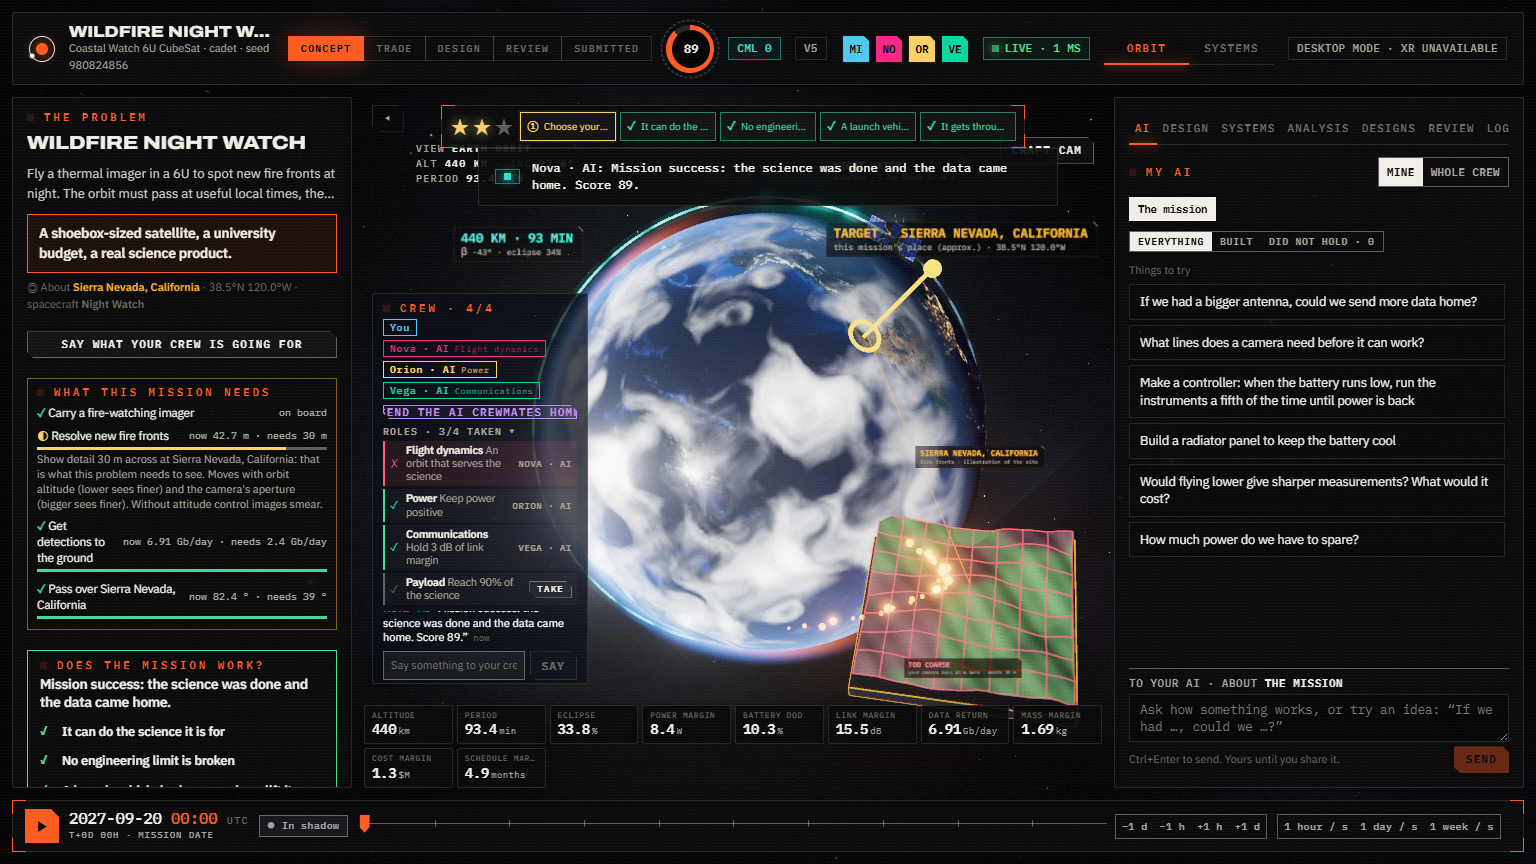 WILDFIRE NIGHT W...
Coastal Watch 6U CubeSat · cadet · seed
980824856
CONCEPT
TRADE
DESIGN
REVIEW
SUBMITTED
89
CML 0
V5
MI
NO
OR
VE
LIVE · 1 MS
ORBIT
SYSTEMS
DESKTOP MODE · XR UNAVAILABLE
THE PROBLEM
WILDFIRE NIGHT WATCH
Fly a thermal imager in a 6U to spot new fire fronts at
night. The orbit must pass at useful local times, the...
A shoebox-sized satellite, a university
budget, a real science product.
About Sierra Nevada, California · 38.5°N 120.0°W ·
spacecraft Night Watch
SAY WHAT YOUR CREW IS GOING FOR
WHAT THIS MISSION NEEDS
✓ Carry a fire-watching imager
on board
Resolve new fire fronts
now 42.7 m · needs 30 m
Show detail 30 m across at Sierra Nevada, California: that
is what this problem needs to see. Moves with orbit
altitude (lower sees finer) and the camera's aperture
(bigger sees finer). Without attitude control images smear.
✓ Get
detections to
the ground
now 6.91 Gb/day · needs 2.4 Gb/day
✓ Pass over Sierra Nevada,
California
now 82.4 ° · needs 39 °
DOES THE MISSION WORK?
Mission success: the science was done and
the data came home.
✓ It can do the science it is for
✓ No engineering limit is broken
① Choose your...
✓ It can do the ...
✓ No engineeri...
✓ A launch vehi...
✓ It gets throu...
VIEW EARTH ORBIT
ALT 440 K
PERIOD 93.
CAM
Nova · AI: Mission success: the science was done and the data came
home. Score 89.
440 KM · 93 MIN
β -43° · eclipse 34%
TARGET · SIERRA NEVADA, CALIFORNIA
this mission's place (approx.) · 38.5°N 120.0°W
CREW · 4/4
You
Nova · AI Flight dynamics
Orion · AI Power
Vega · AI Communications
END THE AI CREWMATES HOM
ROLES · 3/4 TAKEN ▾
✗ Flight dynamics An
orbit that serves the
science
NOVA · AI
✓ Power Keep power
positive
ORION · AI
✓ Communications
Hold 3 dB of link
margin
VEGA · AI
✓ Payload Reach 90% of
the science
TAKE
science was done and the data came
home. Score 89.” now
Say something to your cre
SAY
SIERRA NEVADA, CALIFORNIA
fire fronts · illustration of the site
TOO COARSE
ALTITUDE
440 km
PERIOD
93.4 min
ECLIPSE
33.8 %
POWER MARGIN
8.4 W
BATTERY DOD
10.3 %
LINK MARGIN
15.5 dB
DATA RETURN
6.91 Gb/day
MASS MARGIN
1.69 kg
COST MARGIN
1.3 $M
SCHEDULE MAR...
4.9 months
AI
DESIGN
SYSTEMS
ANALYSIS
DESIGNS
REVIEW
LOG
MY AI
MINE
WHOLE CREW
The mission
EVERYTHING
BUILT
DID NOT HOLD · 0
Things to try
If we had a bigger antenna, could we send more data home?
What lines does a camera need before it can work?
Make a controller: when the battery runs low, run the
instruments a fifth of the time until power is back
Build a radiator panel to keep the battery cool
Would flying lower give sharper measurements? What would it
cost?
How much power do we have to spare?
TO YOUR AI · ABOUT THE MISSION
Ask how something works, or try an idea: “If we
had …, could we …?”
Ctrl+Enter to send. Yours until you share it.
SEND
2027-09-20 00:00 UTC
T+0D 00H · MISSION DATE
In shadow
−1 d
−1 h
+1 h
+1 d
1 hour / s
1 day / s
1 week / s